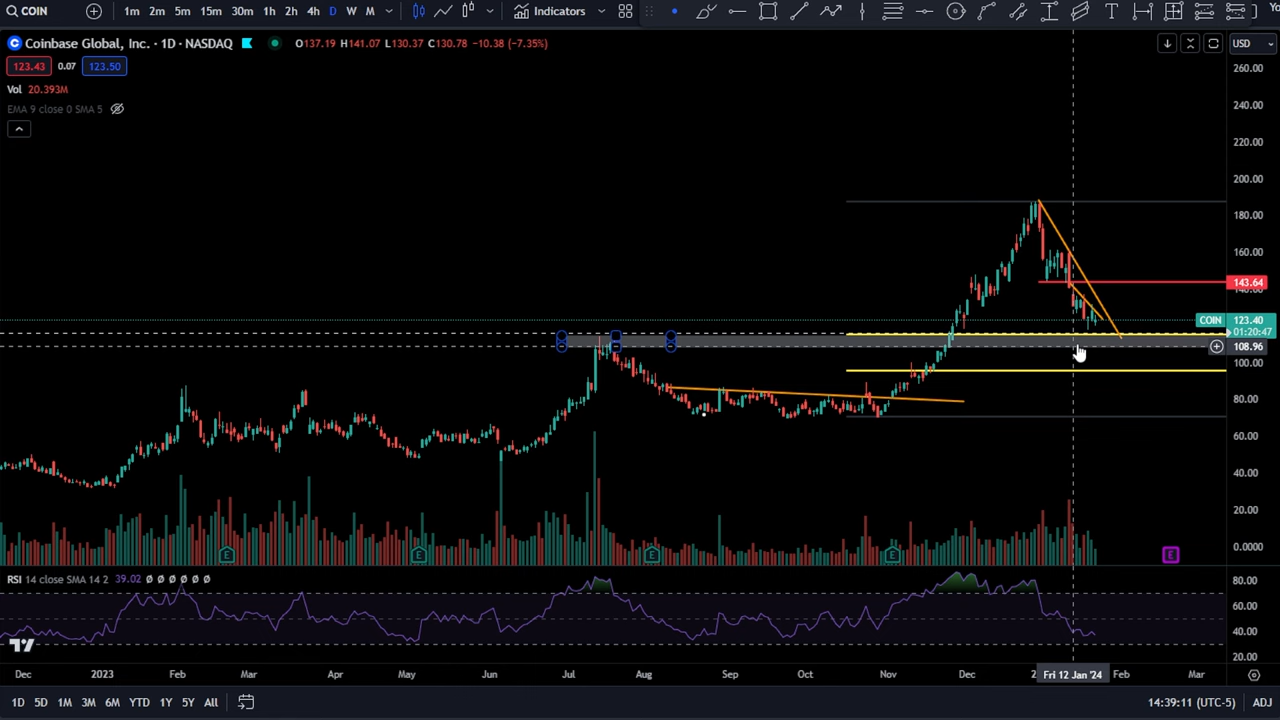 COIN 1m 2m 5m 15m 30m 1h 2h 4h D W M Indicators
Coinbase Global, Inc. · 1D · NASDAQ O137.19 H141.07 L130.37 C130.78 -10.38 (-7.35%) USD
123.43 0.07 123.50
Vol 20.393M
EMA 9 close 0 SMA 5
260.00
240.00
220.00
200.00
180.00
160.00
143.64
140.00
COIN 123.40
01:20:47
108.96
100.00
80.00
60.00
40.00
20.00
0.0000
E E E E E
RSI 14 close SMA 14 2 39.02 Ø Ø Ø Ø Ø Ø
80.00
60.00
40.00
20.00
Dec 2023 Feb Mar Apr May Jun Jul Aug Sep Oct Nov Dec 2 Fri 12 Jan '24 Feb Mar
1D 5D 1M 3M 6M YTD 1Y 5Y All 14:39:11 (UTC-5) ADJ